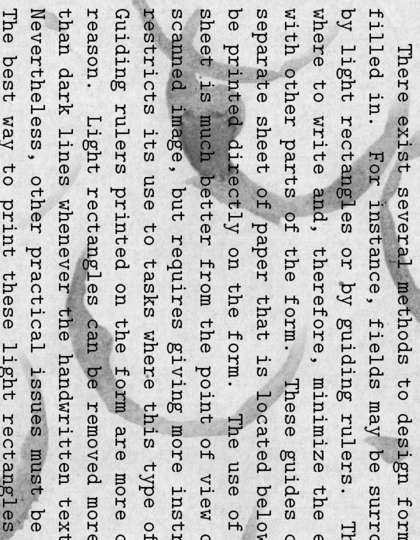 There exist several methods to design form
filled in. For instance, fields may be surro
by light rectangles or by guiding rulers. Th
where to write and, therefore, minimize the e
with other parts of the form. These guides c
separate sheet of paper that is located below
be printed directly on the form. The use of
sheet is much better from the point of view o
scanned image, but requires giving more instr
restricts its use to tasks where this type of
Guiding rulers printed on the form are more c
reason. Light rectangles can be removed more
than dark lines whenever the handwritten text
Nevertheless, other practical issues must be
The best way to print these light rectangles